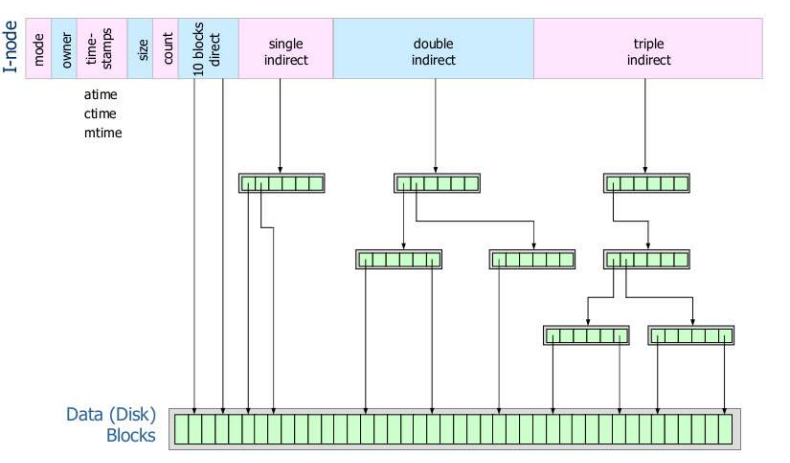 I-node
mode
owner
time-
stamps
size
count
10 blocks
direct
single
indirect
double
indirect
triple
indirect
atime
ctime
mtime
Data (Disk)
Blocks